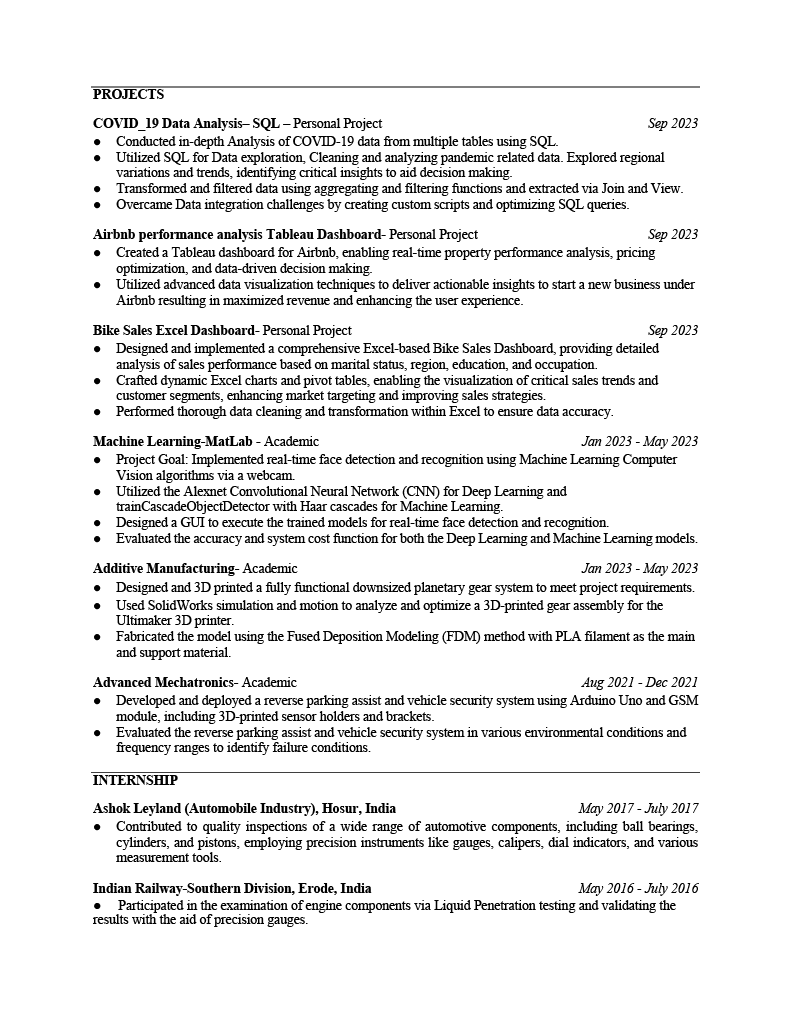 PROJECTS
COVID_19 Data Analysis– SQL – Personal Project Sep 2023
● Conducted in-depth Analysis of COVID-19 data from multiple tables using SQL.
● Utilized SQL for Data exploration, Cleaning and analyzing pandemic related data. Explored regional
variations and trends, identifying critical insights to aid decision making.
● Transformed and filtered data using aggregating and filtering functions and extracted via Join and View.
● Overcame Data integration challenges by creating custom scripts and optimizing SQL queries.
Airbnb performance analysis Tableau Dashboard- Personal Project Sep 2023
● Created a Tableau dashboard for Airbnb, enabling real-time property performance analysis, pricing
optimization, and data-driven decision making.
● Utilized advanced data visualization techniques to deliver actionable insights to start a new business under
Airbnb resulting in maximized revenue and enhancing the user experience.
Bike Sales Excel Dashboard- Personal Project Sep 2023
● Designed and implemented a comprehensive Excel-based Bike Sales Dashboard, providing detailed
analysis of sales performance based on marital status, region, education, and occupation.
● Crafted dynamic Excel charts and pivot tables, enabling the visualization of critical sales trends and
customer segments, enhancing market targeting and improving sales strategies.
● Performed thorough data cleaning and transformation within Excel to ensure data accuracy.
Machine Learning-MatLab - Academic Jan 2023 - May 2023
● Project Goal: Implemented real-time face detection and recognition using Machine Learning Computer
Vision algorithms via a webcam.
● Utilized the Alexnet Convolutional Neural Network (CNN) for Deep Learning and
trainCascadeObjectDetector with Haar cascades for Machine Learning.
● Designed a GUI to execute the trained models for real-time face detection and recognition.
● Evaluated the accuracy and system cost function for both the Deep Learning and Machine Learning models.
Additive Manufacturing- Academic Jan 2023 - May 2023
● Designed and 3D printed a fully functional downsized planetary gear system to meet project requirements.
● Used SolidWorks simulation and motion to analyze and optimize a 3D-printed gear assembly for the
Ultimaker 3D printer.
● Fabricated the model using the Fused Deposition Modeling (FDM) method with PLA filament as the main
and support material.
Advanced Mechatronics- Academic Aug 2021 - Dec 2021
● Developed and deployed a reverse parking assist and vehicle security system using Arduino Uno and GSM
module, including 3D-printed sensor holders and brackets.
● Evaluated the reverse parking assist and vehicle security system in various environmental conditions and
frequency ranges to identify failure conditions.
INTERNSHIP
Ashok Leyland (Automobile Industry), Hosur, India May 2017 - July 2017
● Contributed to quality inspections of a wide range of automotive components, including ball bearings,
cylinders, and pistons, employing precision instruments like gauges, calipers, dial indicators, and various
measurement tools.
Indian Railway-Southern Division, Erode, India May 2016 - July 2016
● Participated in the examination of engine components via Liquid Penetration testing and validating the
results with the aid of precision gauges.